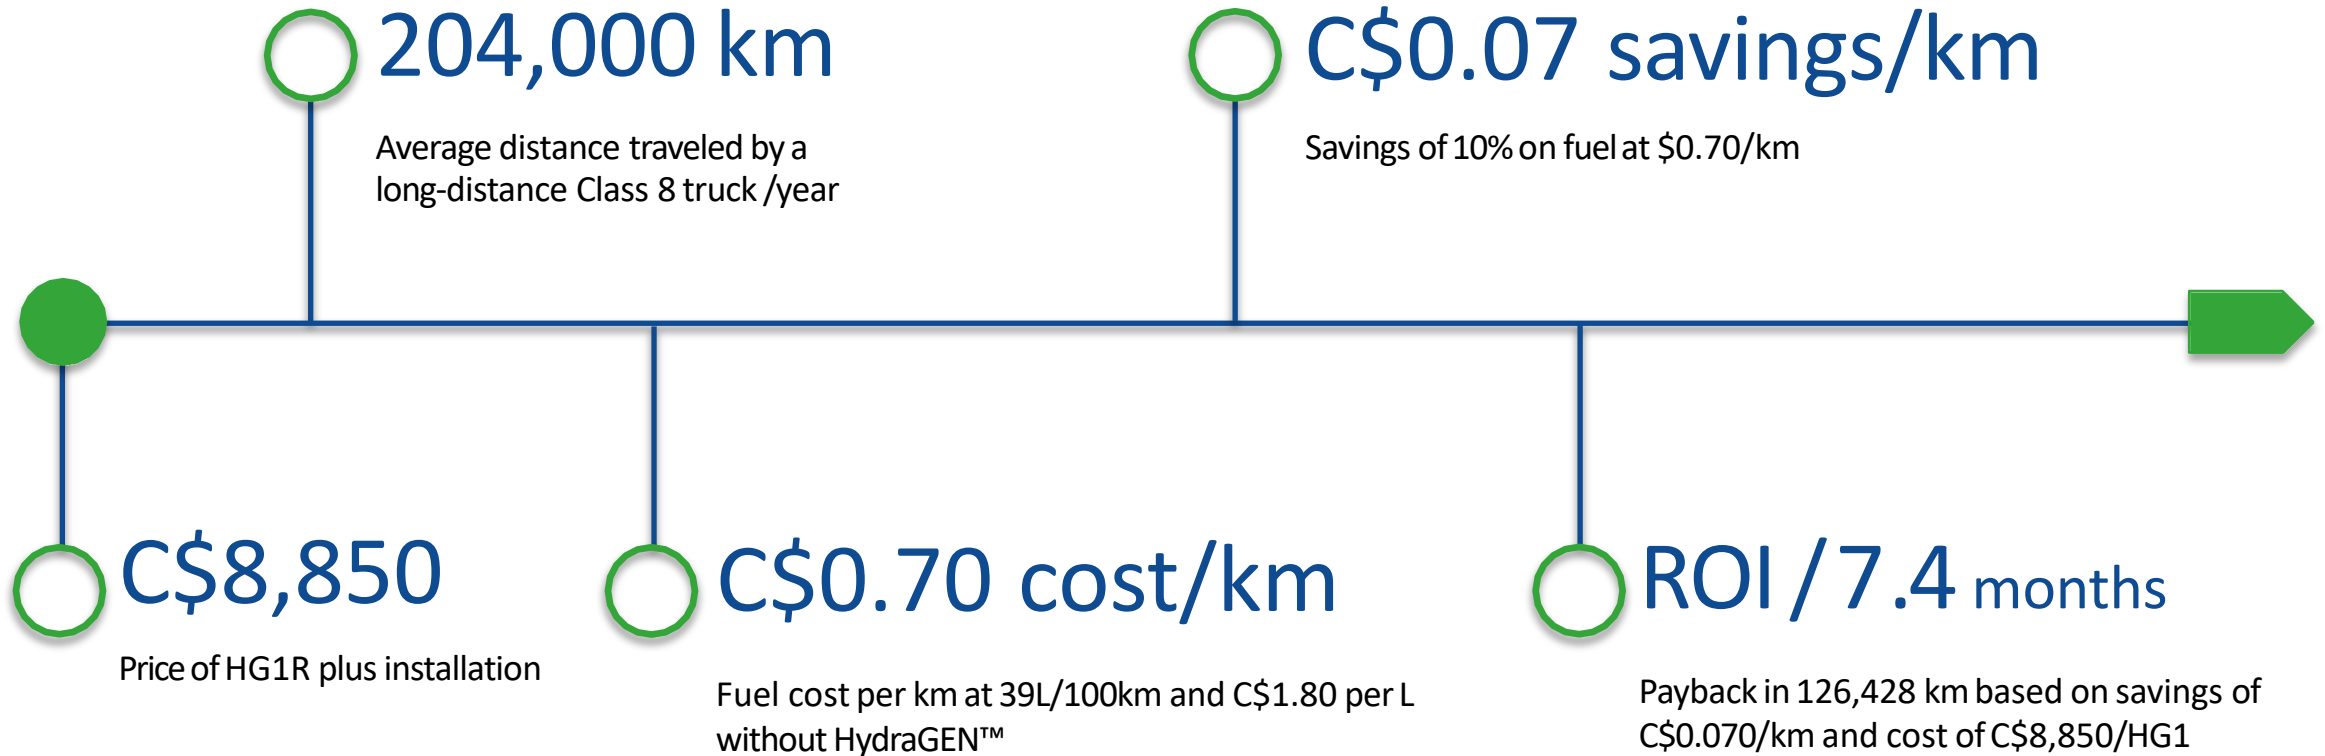 204,000 km
Average distance traveled by a
long-distance Class 8 truck /year
C$0.07 savings/km
Savings of 10% on fuel at $0.70/km
C$8,850
Price of HG1R plus installation
C$0.70 cost/km
Fuel cost per km at 39L/100km and C$1.80 per L
without HydraGEN™
ROI / 7.4 months
Payback in 126,428 km based on savings of
C$0.070/km and cost of C$8,850/HG1